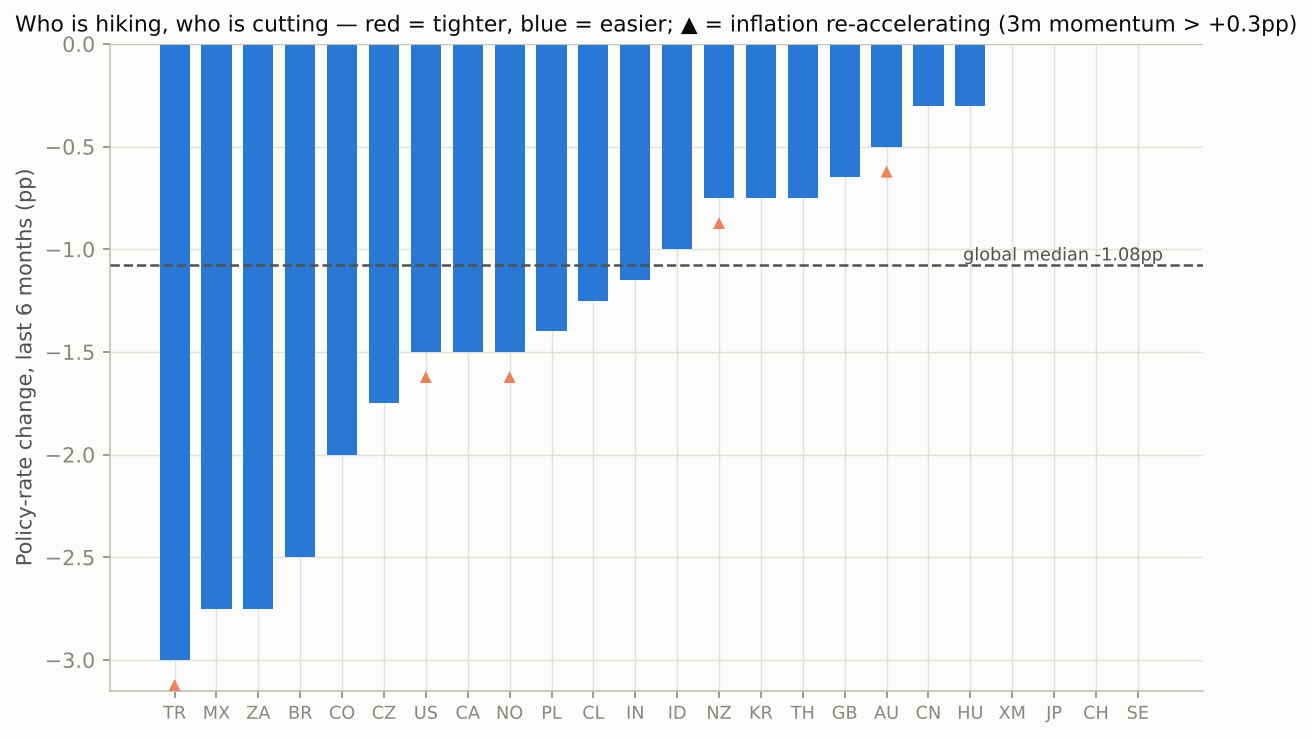 Who is hiking, who is cutting — red = tighter, blue = easier; ▲ = inflation re-accelerating (3m momentum > +0.3pp)
Policy-rate change, last 6 months (pp)
0.0
−0.5
−1.0
−1.5
−2.0
−2.5
−3.0
global median -1.08pp
TR MX ZA BR CO CZ US CA NO PL CL IN ID NZ KR TH GB AU CN HU XM JP CH SE